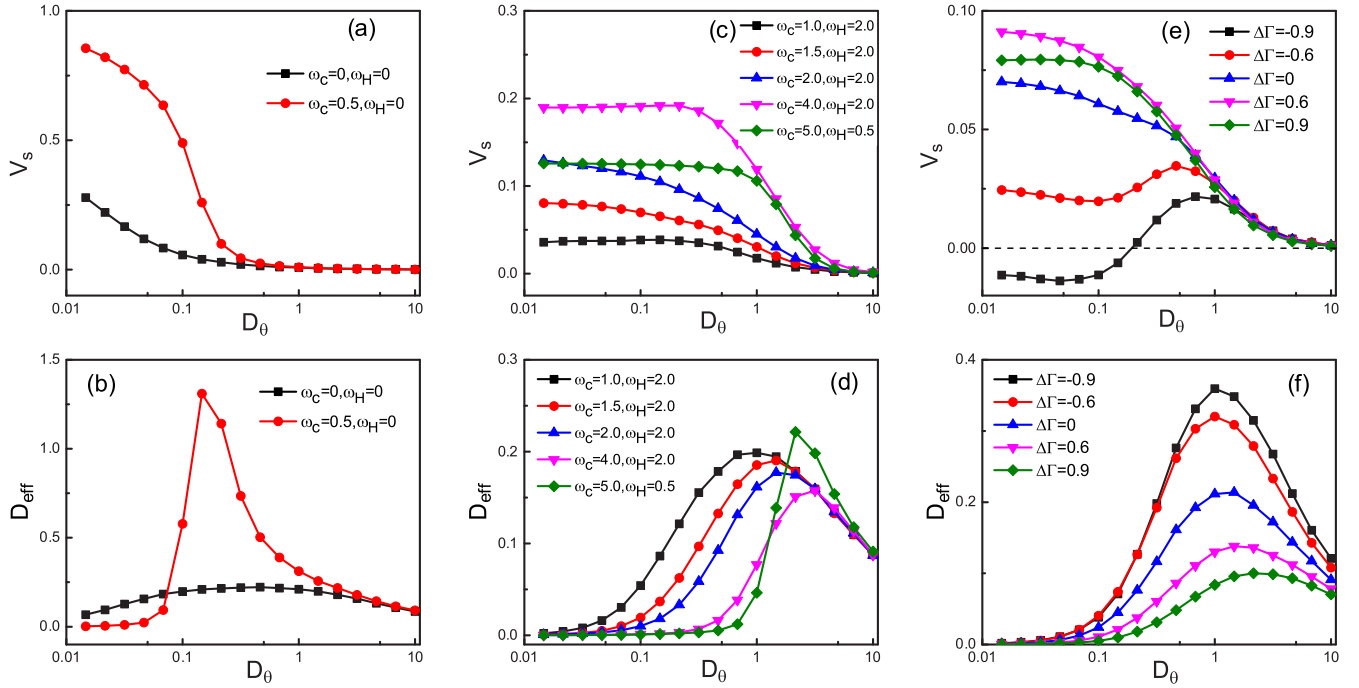 (a)
1.0
0.5
0.0
V_s
ω_c=0,ω_H=0
ω_c=0.5,ω_H=0
0.01 0.1 1 10
D_θ
(c)
0.3
0.2
0.1
0.0
V_s
ω_c=1.0,ω_H=2.0
ω_c=1.5,ω_H=2.0
ω_c=2.0,ω_H=2.0
ω_c=4.0,ω_H=2.0
ω_c=5.0,ω_H=0.5
0.01 0.1 1 10
D_θ
(e)
0.10
0.05
0.00
V_s
ΔΓ=-0.9
ΔΓ=-0.6
ΔΓ=0
ΔΓ=0.6
ΔΓ=0.9
0.01 0.1 1 10
D_θ
(b)
1.5
1.0
0.5
0.0
D_eff
ω_c=0,ω_H=0
ω_c=0.5,ω_H=0
0.01 0.1 1 10
D_θ
(d)
0.3
0.2
0.1
0.0
D_eff
ω_c=1.0,ω_H=2.0
ω_c=1.5,ω_H=2.0
ω_c=2.0,ω_H=2.0
ω_c=4.0,ω_H=2.0
ω_c=5.0,ω_H=0.5
0.01 0.1 1 10
D_θ
(f)
0.4
0.2
0.0
D_eff
ΔΓ=-0.9
ΔΓ=-0.6
ΔΓ=0
ΔΓ=0.6
ΔΓ=0.9
0.01 0.1 1 10
D_θ